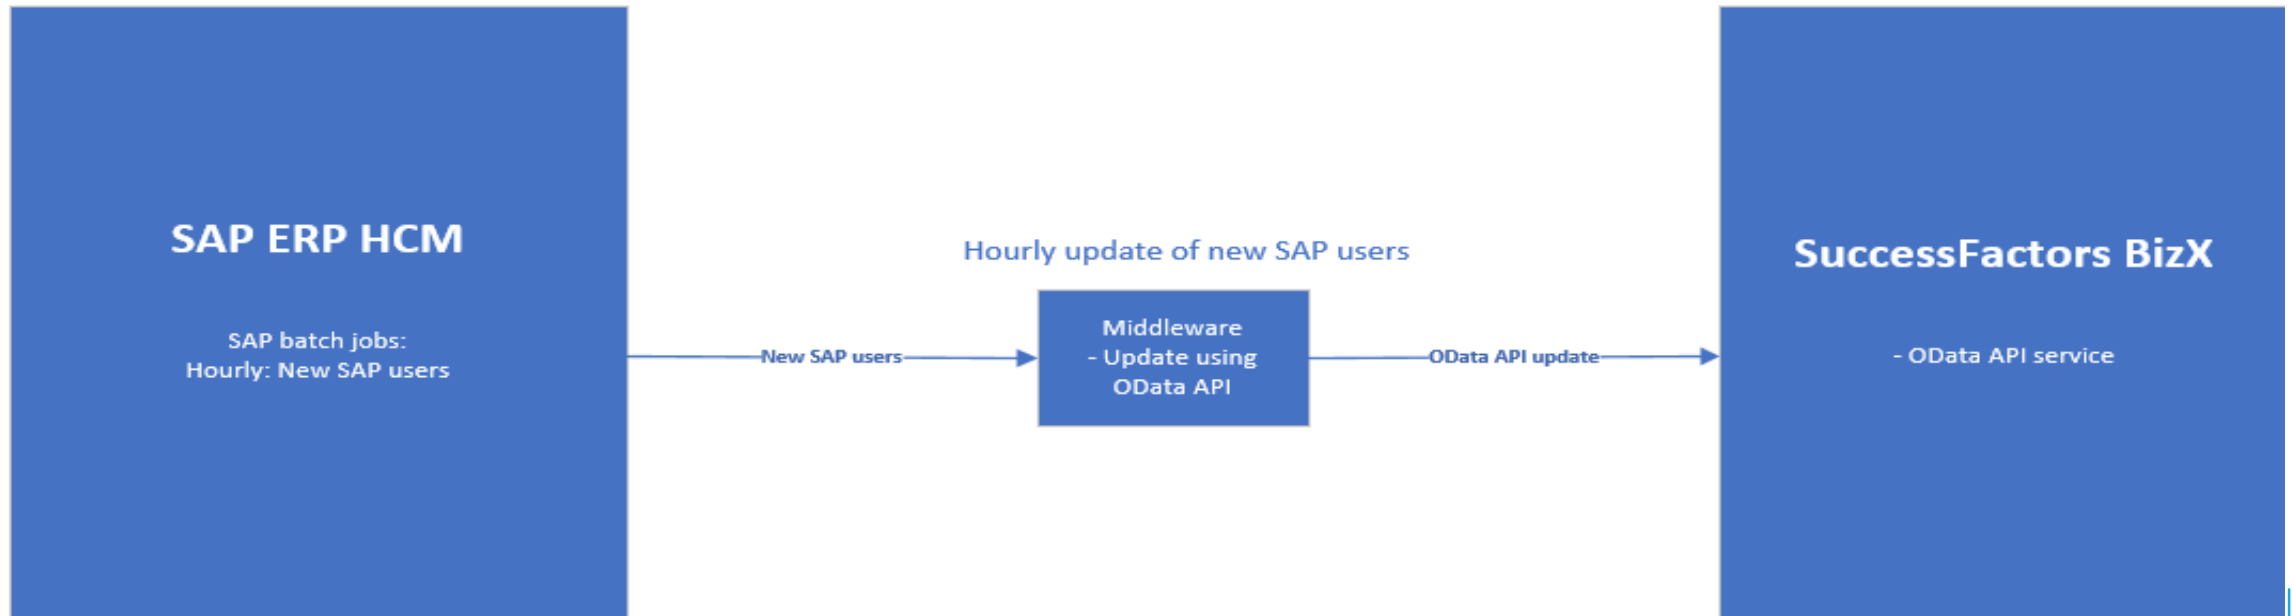 SAP ERP HCM
SAP batch jobs:
Hourly: New SAP users
New SAP users
Hourly update of new SAP users
Middleware
- Update using
OData API
OData API update
SuccessFactors BizX
- OData API service